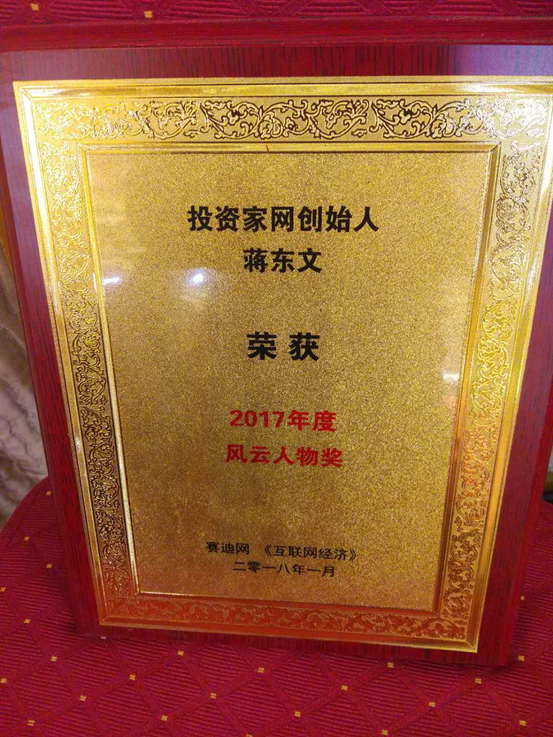 投资家网创始人
蒋东文
荣获
2017年度
风云人物奖
赛迪网 《互联网经济》
二零一八年一月